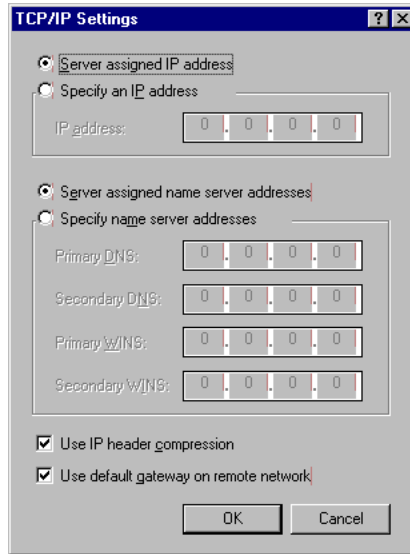 TCP/IP Settings ? ×
Server assigned IP address
Specify an IP address
IP address: 0 . 0 . 0 . 0
Server assigned name server addresses
Specify name server addresses
Primary DNS: 0 . 0 . 0 . 0
Secondary DNS: 0 . 0 . 0 . 0
Primary WINS: 0 . 0 . 0 . 0
Secondary WINS: 0 . 0 . 0 . 0
Use IP header compression
Use default gateway on remote network
OK Cancel